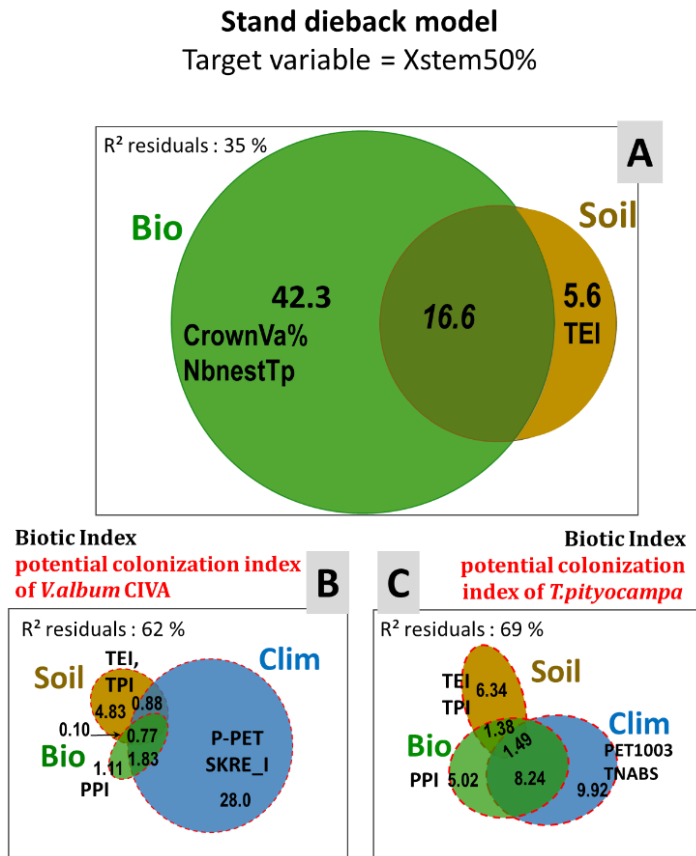 Stand dieback model
Target variable = Xstem50%
R² residuals : 35 %
A
Bio
Soil
42.3
CrownVa%
NbnestTp
16.6
5.6
TEI
Biotic Index
potential colonization index
of V.album CIVA
B
R² residuals : 62 %
TEI,
TPI
Soil
Clim
4.83
0.88
0.10
0.77
Bio
1.11
1.83
PPI
P-PET
SKRE_I
28.0
Biotic Index
potential colonization
index of T.pityocampa
C
R² residuals : 69 %
TEI
TPI
6.34
Soil
1.38
Bio
1.49
Clim
PET1003
TNABS
PPI
5.02
8.24
9.92